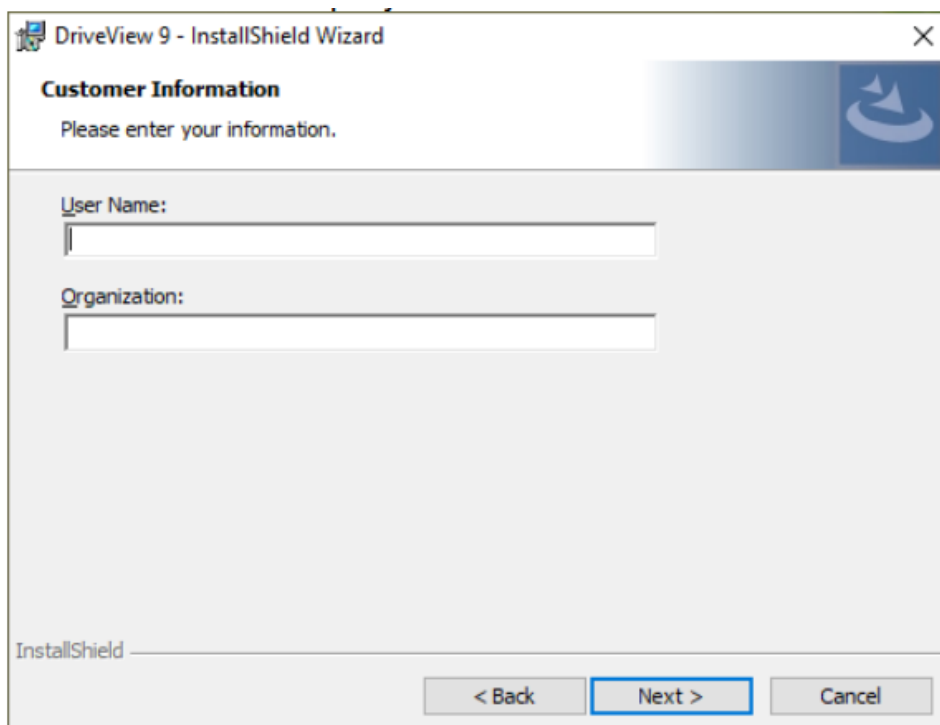 DriveView 9 - InstallShield Wizard
Customer Information
Please enter your information.
User Name:
Organization:
InstallShield
< Back
Next >
Cancel